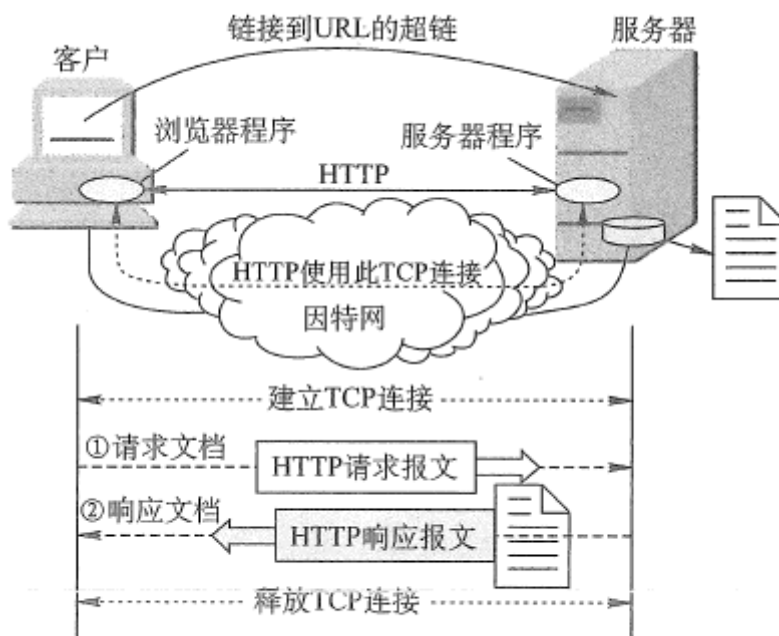 链接到URL的超链
客户
服务器
浏览器程序
服务器程序
HTTP
HTTP使用此TCP连接
因特网
建立TCP连接
①请求文档
HTTP请求报文
②响应文档
HTTP响应报文
释放TCP连接